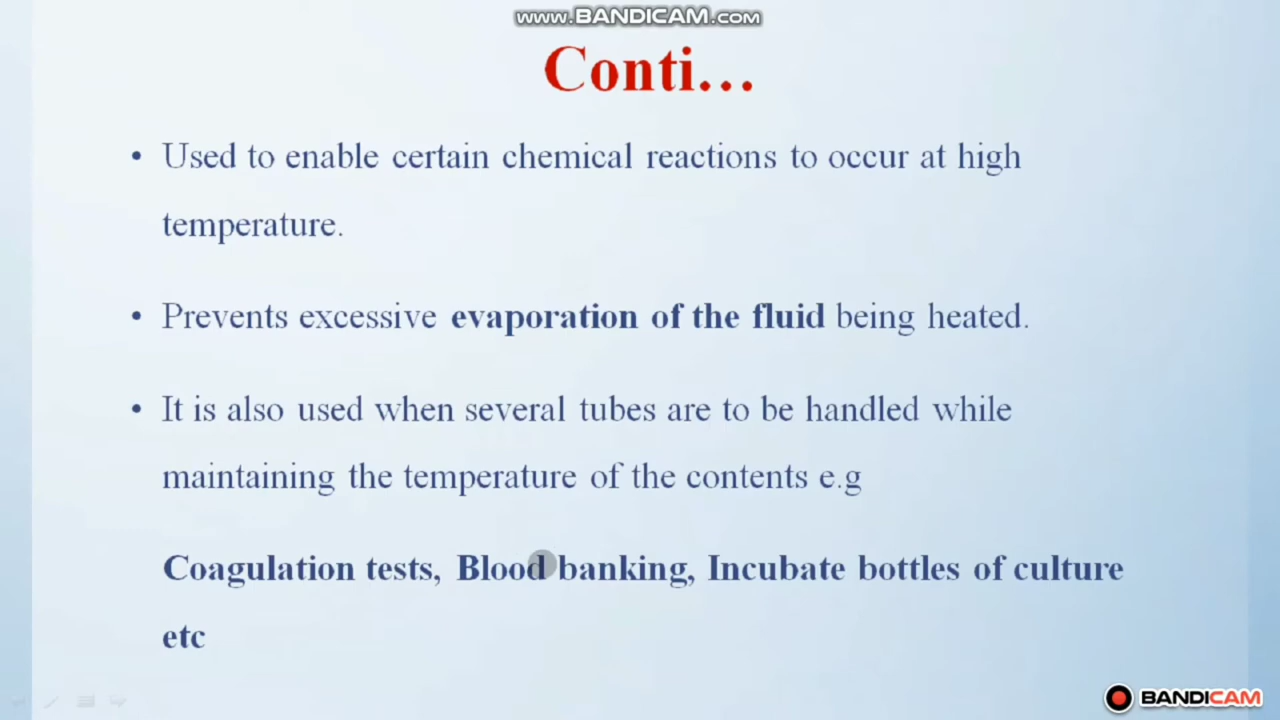 www.BANDICAM.com
Conti...
• Used to enable certain chemical reactions to occur at high
temperature.
• Prevents excessive evaporation of the fluid being heated.
• It is also used when several tubes are to be handled while
maintaining the temperature of the contents e.g
Coagulation tests, Blood banking, Incubate bottles of culture
etc
BANDICAM